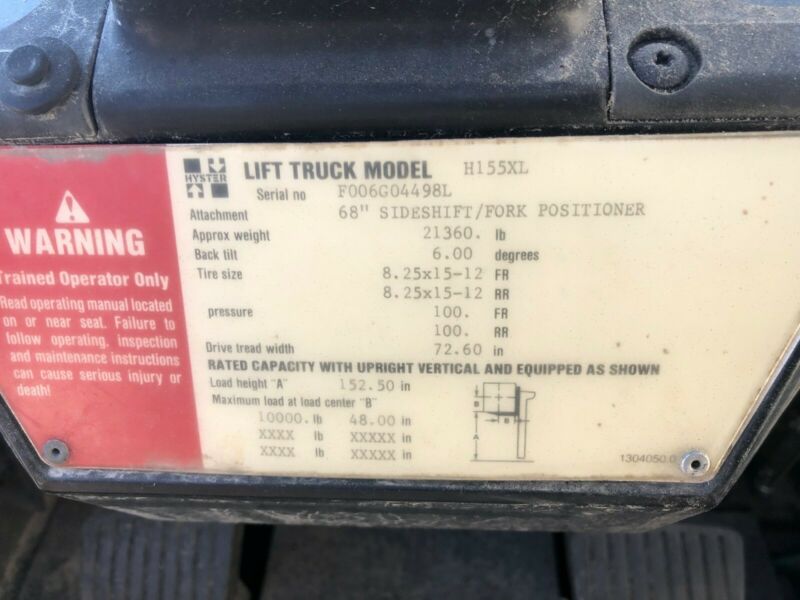 WARNING
Trained Operator Only
Read operating manual located
on or near seat. Failure to
follow operating, inspection
and maintenance instructions
can cause serious injury or
death!
HYSTER
LIFT TRUCK MODEL H155XL
Serial no F006G04498L
Attachment 68" SIDESHIFT/FORK POSITIONER
Approx weight 21360. lb
Back tilt 6.00 degrees
Tire size 8.25x15-12 FR
8.25x15-12 RR
pressure 100. FR
100. RR
Drive tread width 72.60 in
RATED CAPACITY WITH UPRIGHT VERTICAL AND EQUIPPED AS SHOWN
Load height "A" 152.50 in
Maximum load at load center "B"
10000. lb 48.00 in
XXXX lb XXXXX in
XXXX lb XXXXX in
B
B
A
1304050.0